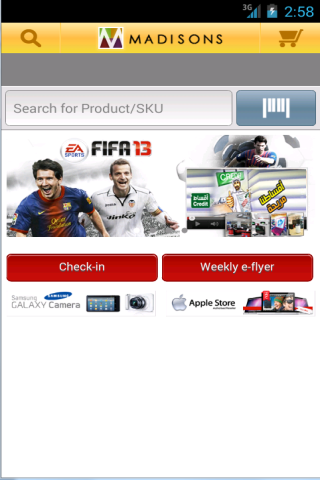 3G
2:58
MADISONS
Search for Product/SKU
EA
SPORTS
FIFA 13
Check-in
Weekly e-flyer
Samsung
GALAXY Camera
SAMSUNG
Apple Store